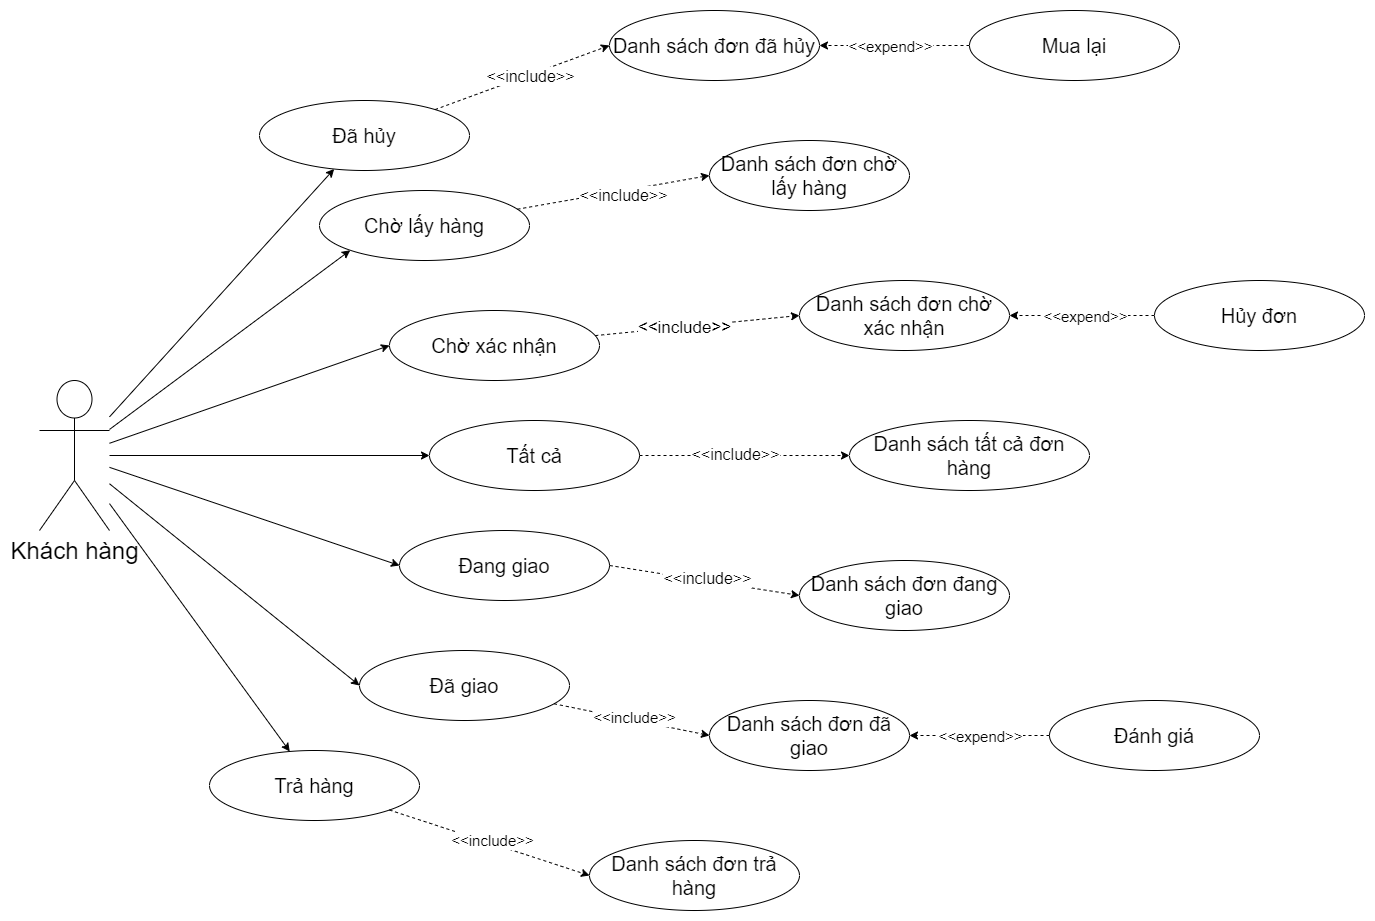 Danh sách đơn đã hủy
<<expend>>
Mua lại
<<include>>
Đã hủy
Danh sách đơn chờ
lấy hàng
<<include>>
Chờ lấy hàng
Danh sách đơn chờ
xác nhận
<<expend>>
Hủy đơn
<<include>>
Chờ xác nhận
Tất cả
<<include>>
Danh sách tất cả đơn
hàng
Khách hàng
Đang giao
<<include>>
Danh sách đơn đang
giao
Đã giao
<<include>>
Danh sách đơn đã
giao
<<expend>>
Đánh giá
Trả hàng
<<include>>
Danh sách đơn trả
hàng